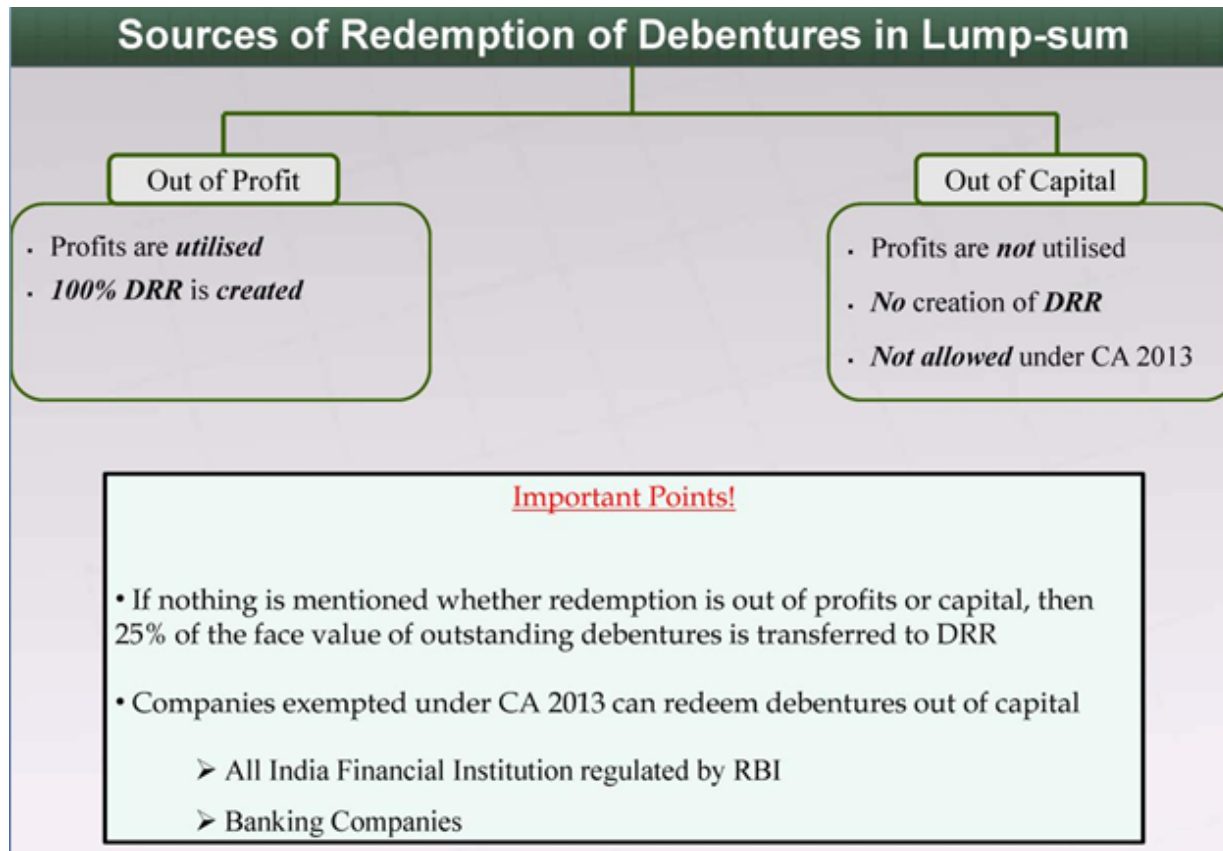 Sources of Redemption of Debentures in Lump-sum
Out of Profit
• Profits are utilised
• 100% DRR is created
Out of Capital
• Profits are not utilised
• No creation of DRR
• Not allowed under CA 2013
Important Points!
• If nothing is mentioned whether redemption is out of profits or capital, then
25% of the face value of outstanding debentures is transferred to DRR
• Companies exempted under CA 2013 can redeem debentures out of capital
➢ All India Financial Institution regulated by RBI
➢ Banking Companies